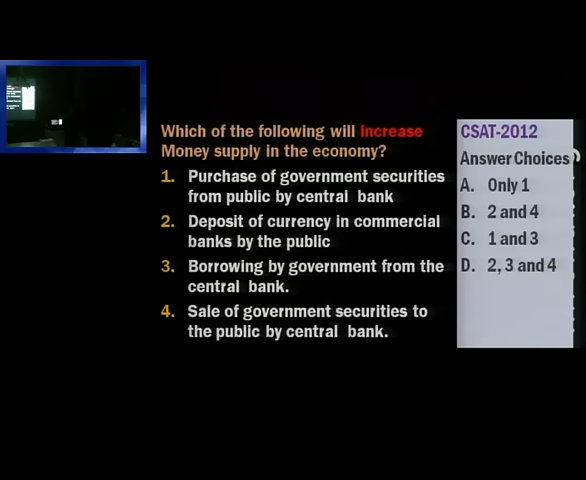 Which of the following will increase
Money supply in the economy?
1. Purchase of government securities
from public by central bank
2. Deposit of currency in commercial
banks by the public
3. Borrowing by government from the
central bank.
4. Sale of government securities to
the public by central bank.
CSAT-2012
Answer Choices
A. Only 1
B. 2 and 4
C. 1 and 3
D. 2, 3 and 4